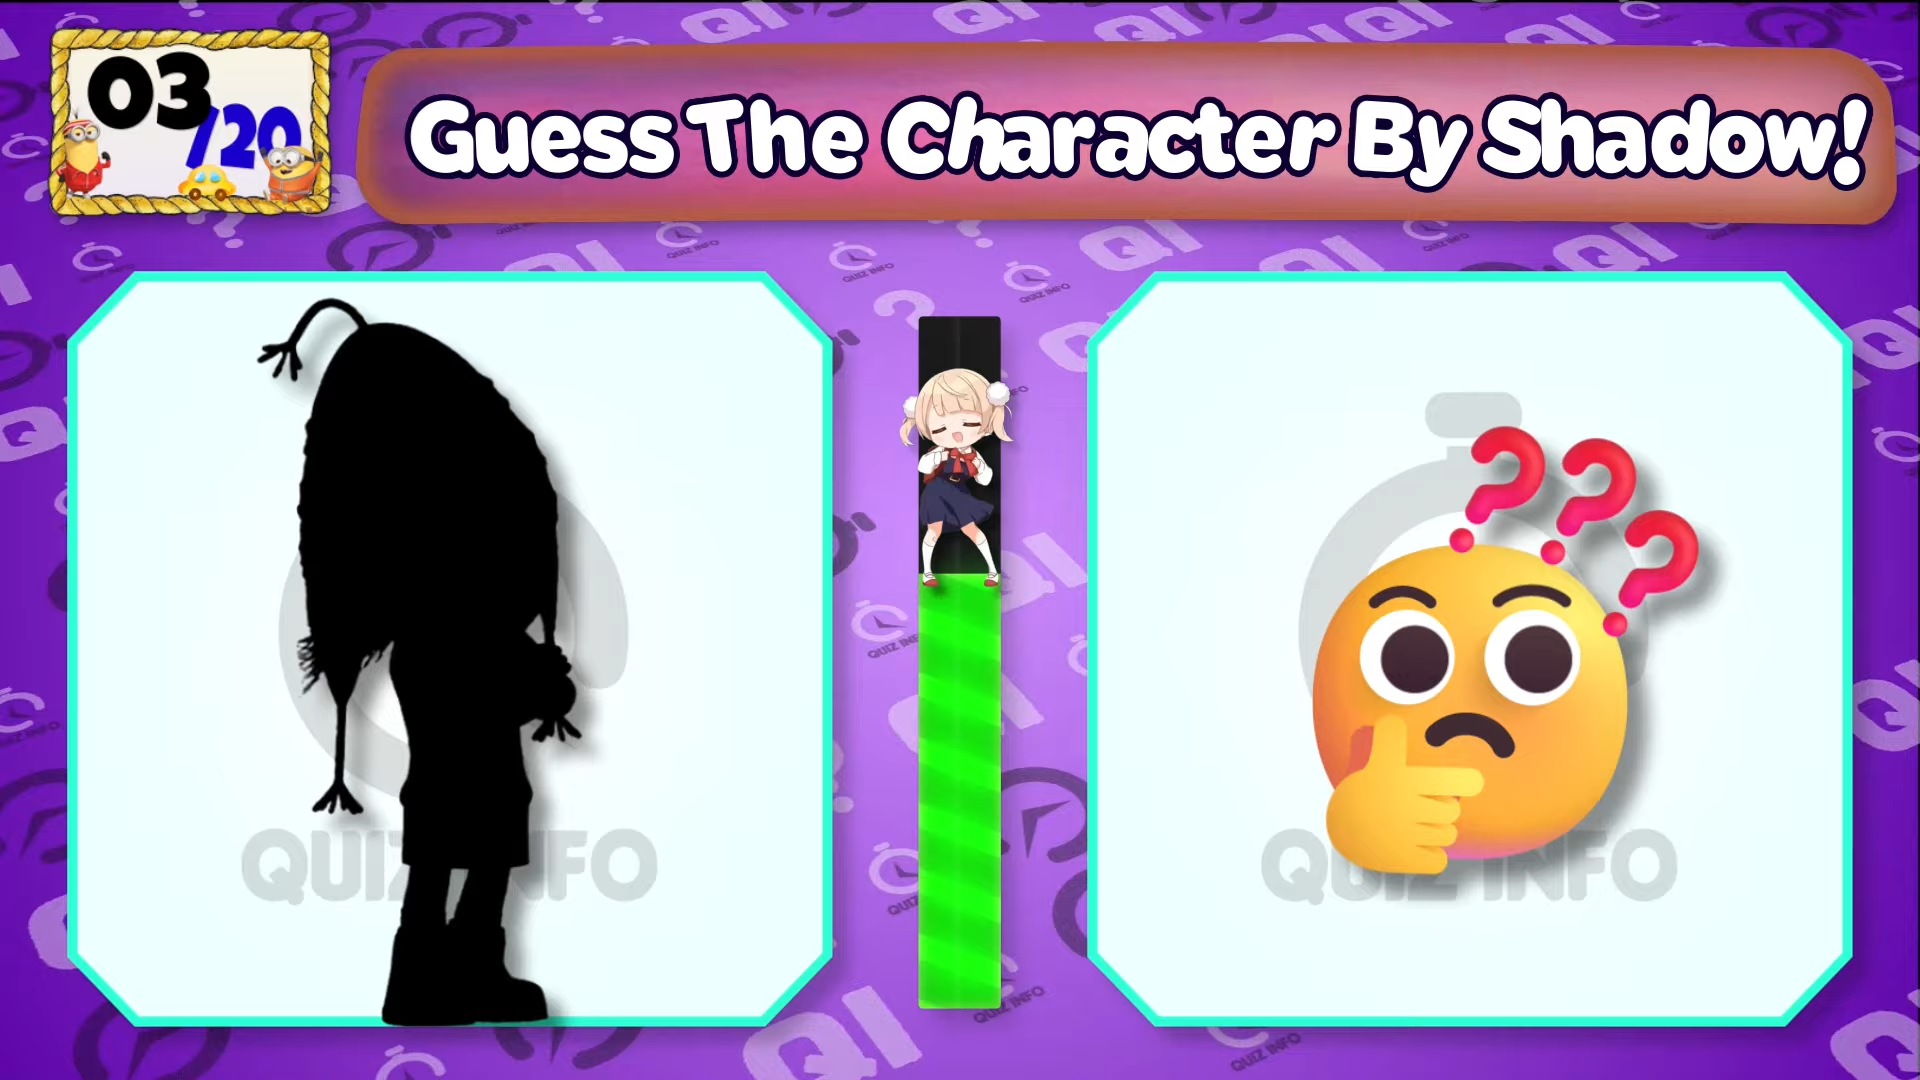 03
/20
Guess The Character By Shadow!
QUIZ INFO
QUIZ INFO